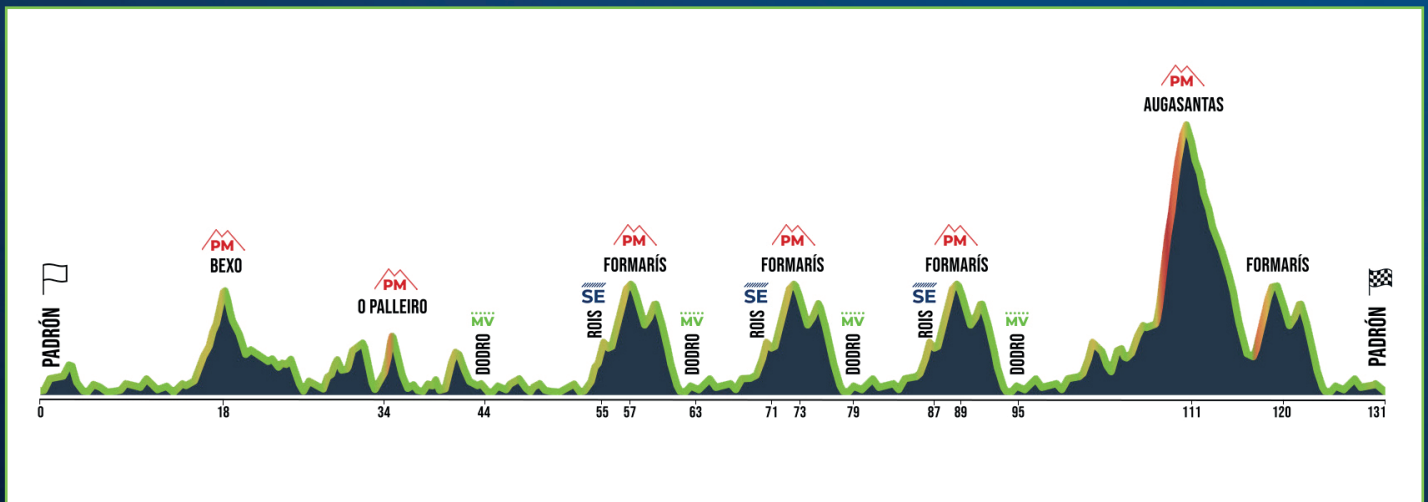 PM
AUGASANTAS
PM
BEXO
PM
O PALLEIRO
PM
FORMARÍS
PM
FORMARÍS
PM
FORMARÍS
FORMARÍS
PADRÓN
MV
DODRO
SE
ROIS
MV
DODRO
SE
ROIS
MV
DODRO
SE
ROIS
MV
DODRO
PADRÓN
0 18 34 44 55 57 63 71 73 79 87 89 95 111 120 131